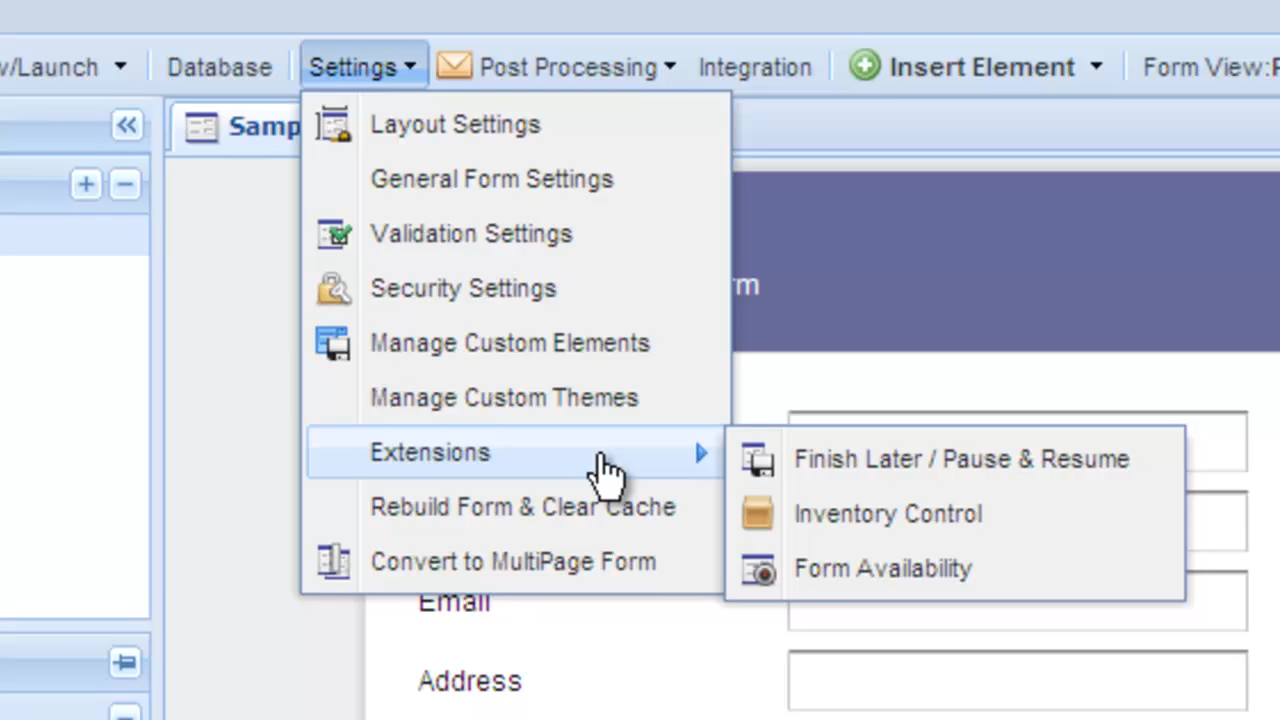 /Launch Database Settings Post Processing Integration Insert Element Form View:
Samp
Layout Settings
General Form Settings
Validation Settings
rm
Security Settings
Manage Custom Elements
Manage Custom Themes
Extensions
Finish Later / Pause & Resume
Rebuild Form & Clear Cache
Inventory Control
Convert to MultiPage Form
Form Availability
Email
Address